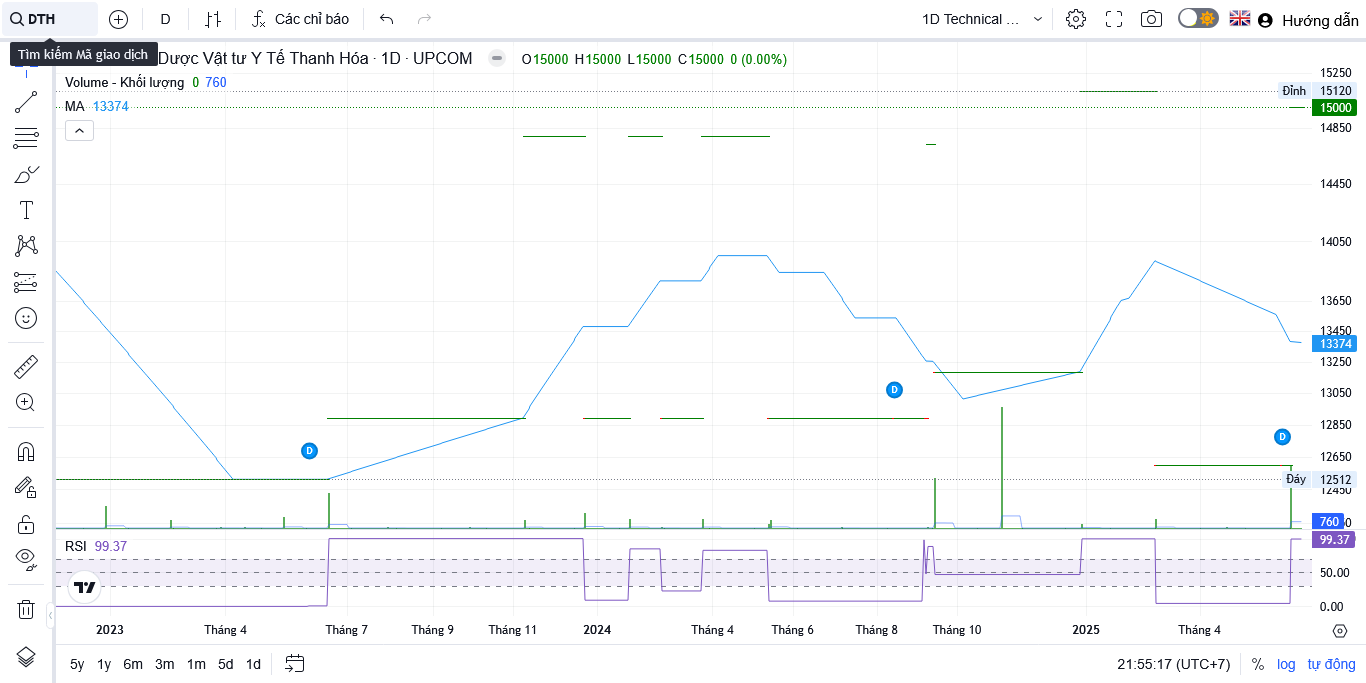 DTH
D
Các chỉ báo
1D Technical ...
Hướng dẫn
Tìm kiếm Mã giao dịch
Dược Vật tư Y Tế Thanh Hóa · 1D · UPCOM
O15000 H15000 L15000 C15000 0 (0.00%)
Volume - Khối lượng 0 760
MA 13374
15250
Đỉnh 15120
15000
14850
14450
14050
13650
13450
13374
13250
13050
12850
12650
Đáy 12512
12450
760
D
D
D
RSI 99.37
99.37
50.00
0.00
2023 Tháng 4 Tháng 7 Tháng 9 Tháng 11 2024 Tháng 4 Tháng 6 Tháng 8 Tháng 10 2025 Tháng 4
5y 1y 6m 3m 1m 5d 1d
21:55:17 (UTC+7) % log tự động